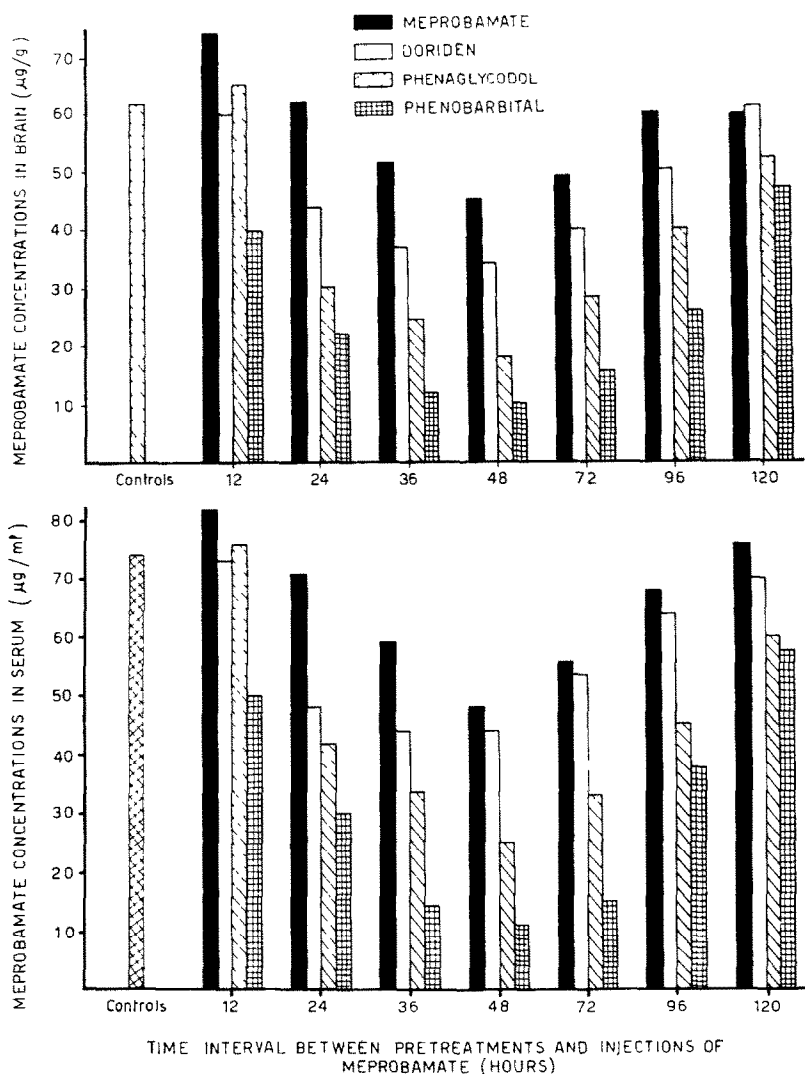 MEPROBAMATE
DORIDEN
PHENAGLYCODOL
PHENOBARBITAL
MEPROBAMATE CONCENTRATIONS IN BRAIN (µg/g)
70
60
50
40
30
20
10
Controls 12 24 36 48 72 96 120
MEPROBAMATE CONCENTRATIONS IN SERUM (µg/ml)
80
70
60
50
40
30
20
10
Controls 12 24 36 48 72 96 120
TIME INTERVAL BETWEEN PRETREATMENTS AND INJECTIONS OF
MEPROBAMATE (HOURS)